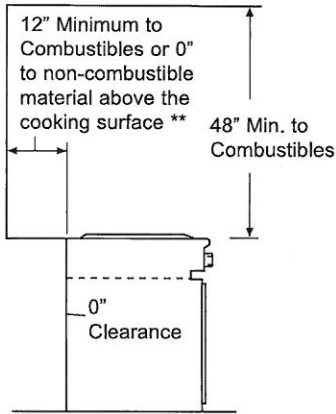 12” Minimum to
Combustibles or 0"
to non-combustible
material above the
cooking surface **
48” Min. to
Combustibles
0"
Clearance